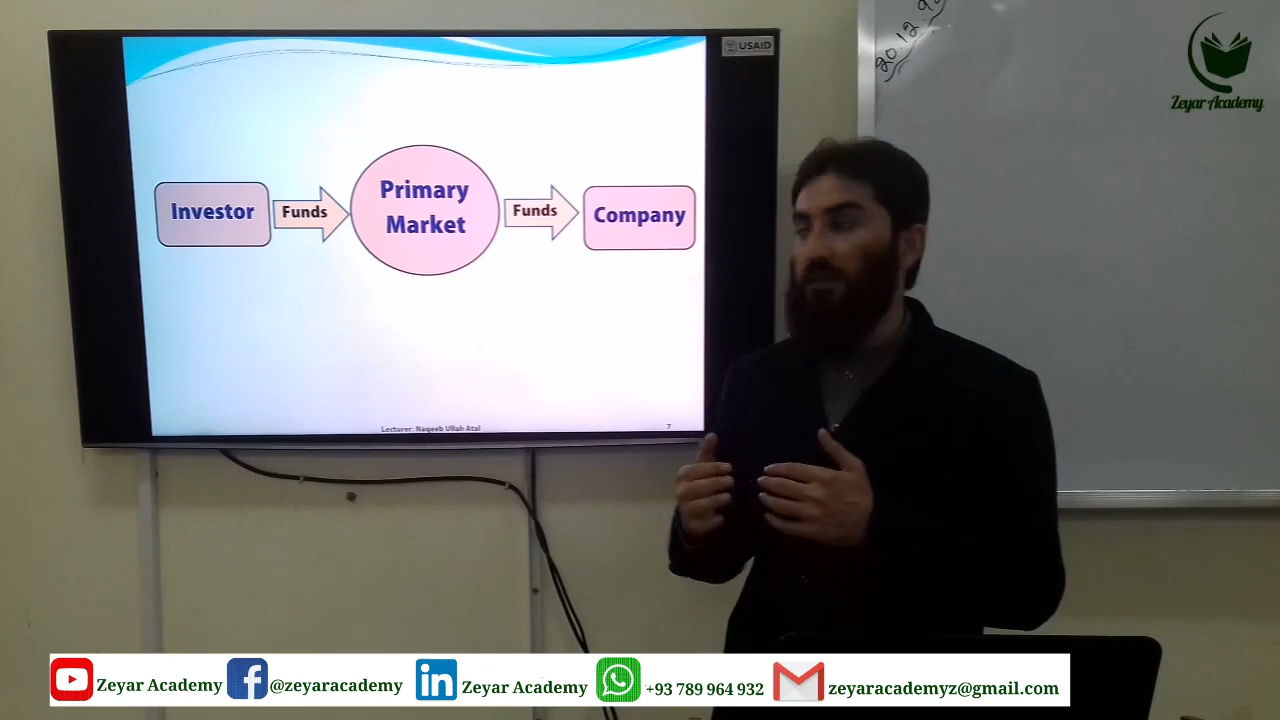 USAID
Zeyar Academy
Investor
Funds
Primary
Market
Funds
Company
Lecturer: Naqeeb Ullah Atal
7
Zeyar Academy
@zeyaracademy
in
Zeyar Academy
+93 789 964 932
zeyaracademyz@gmail.com